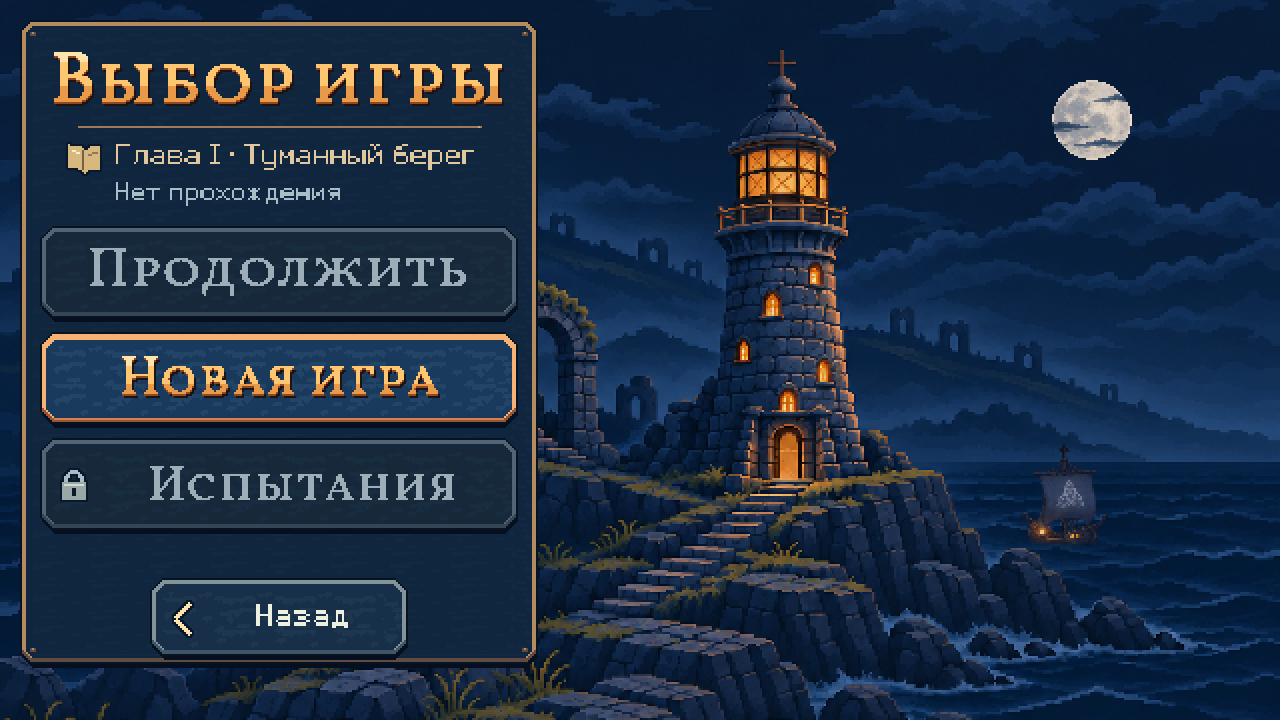 Выбор игры
Глава I · Туманный берег
Нет прохождения
Продолжить
Новая игра
Испытания
Назад